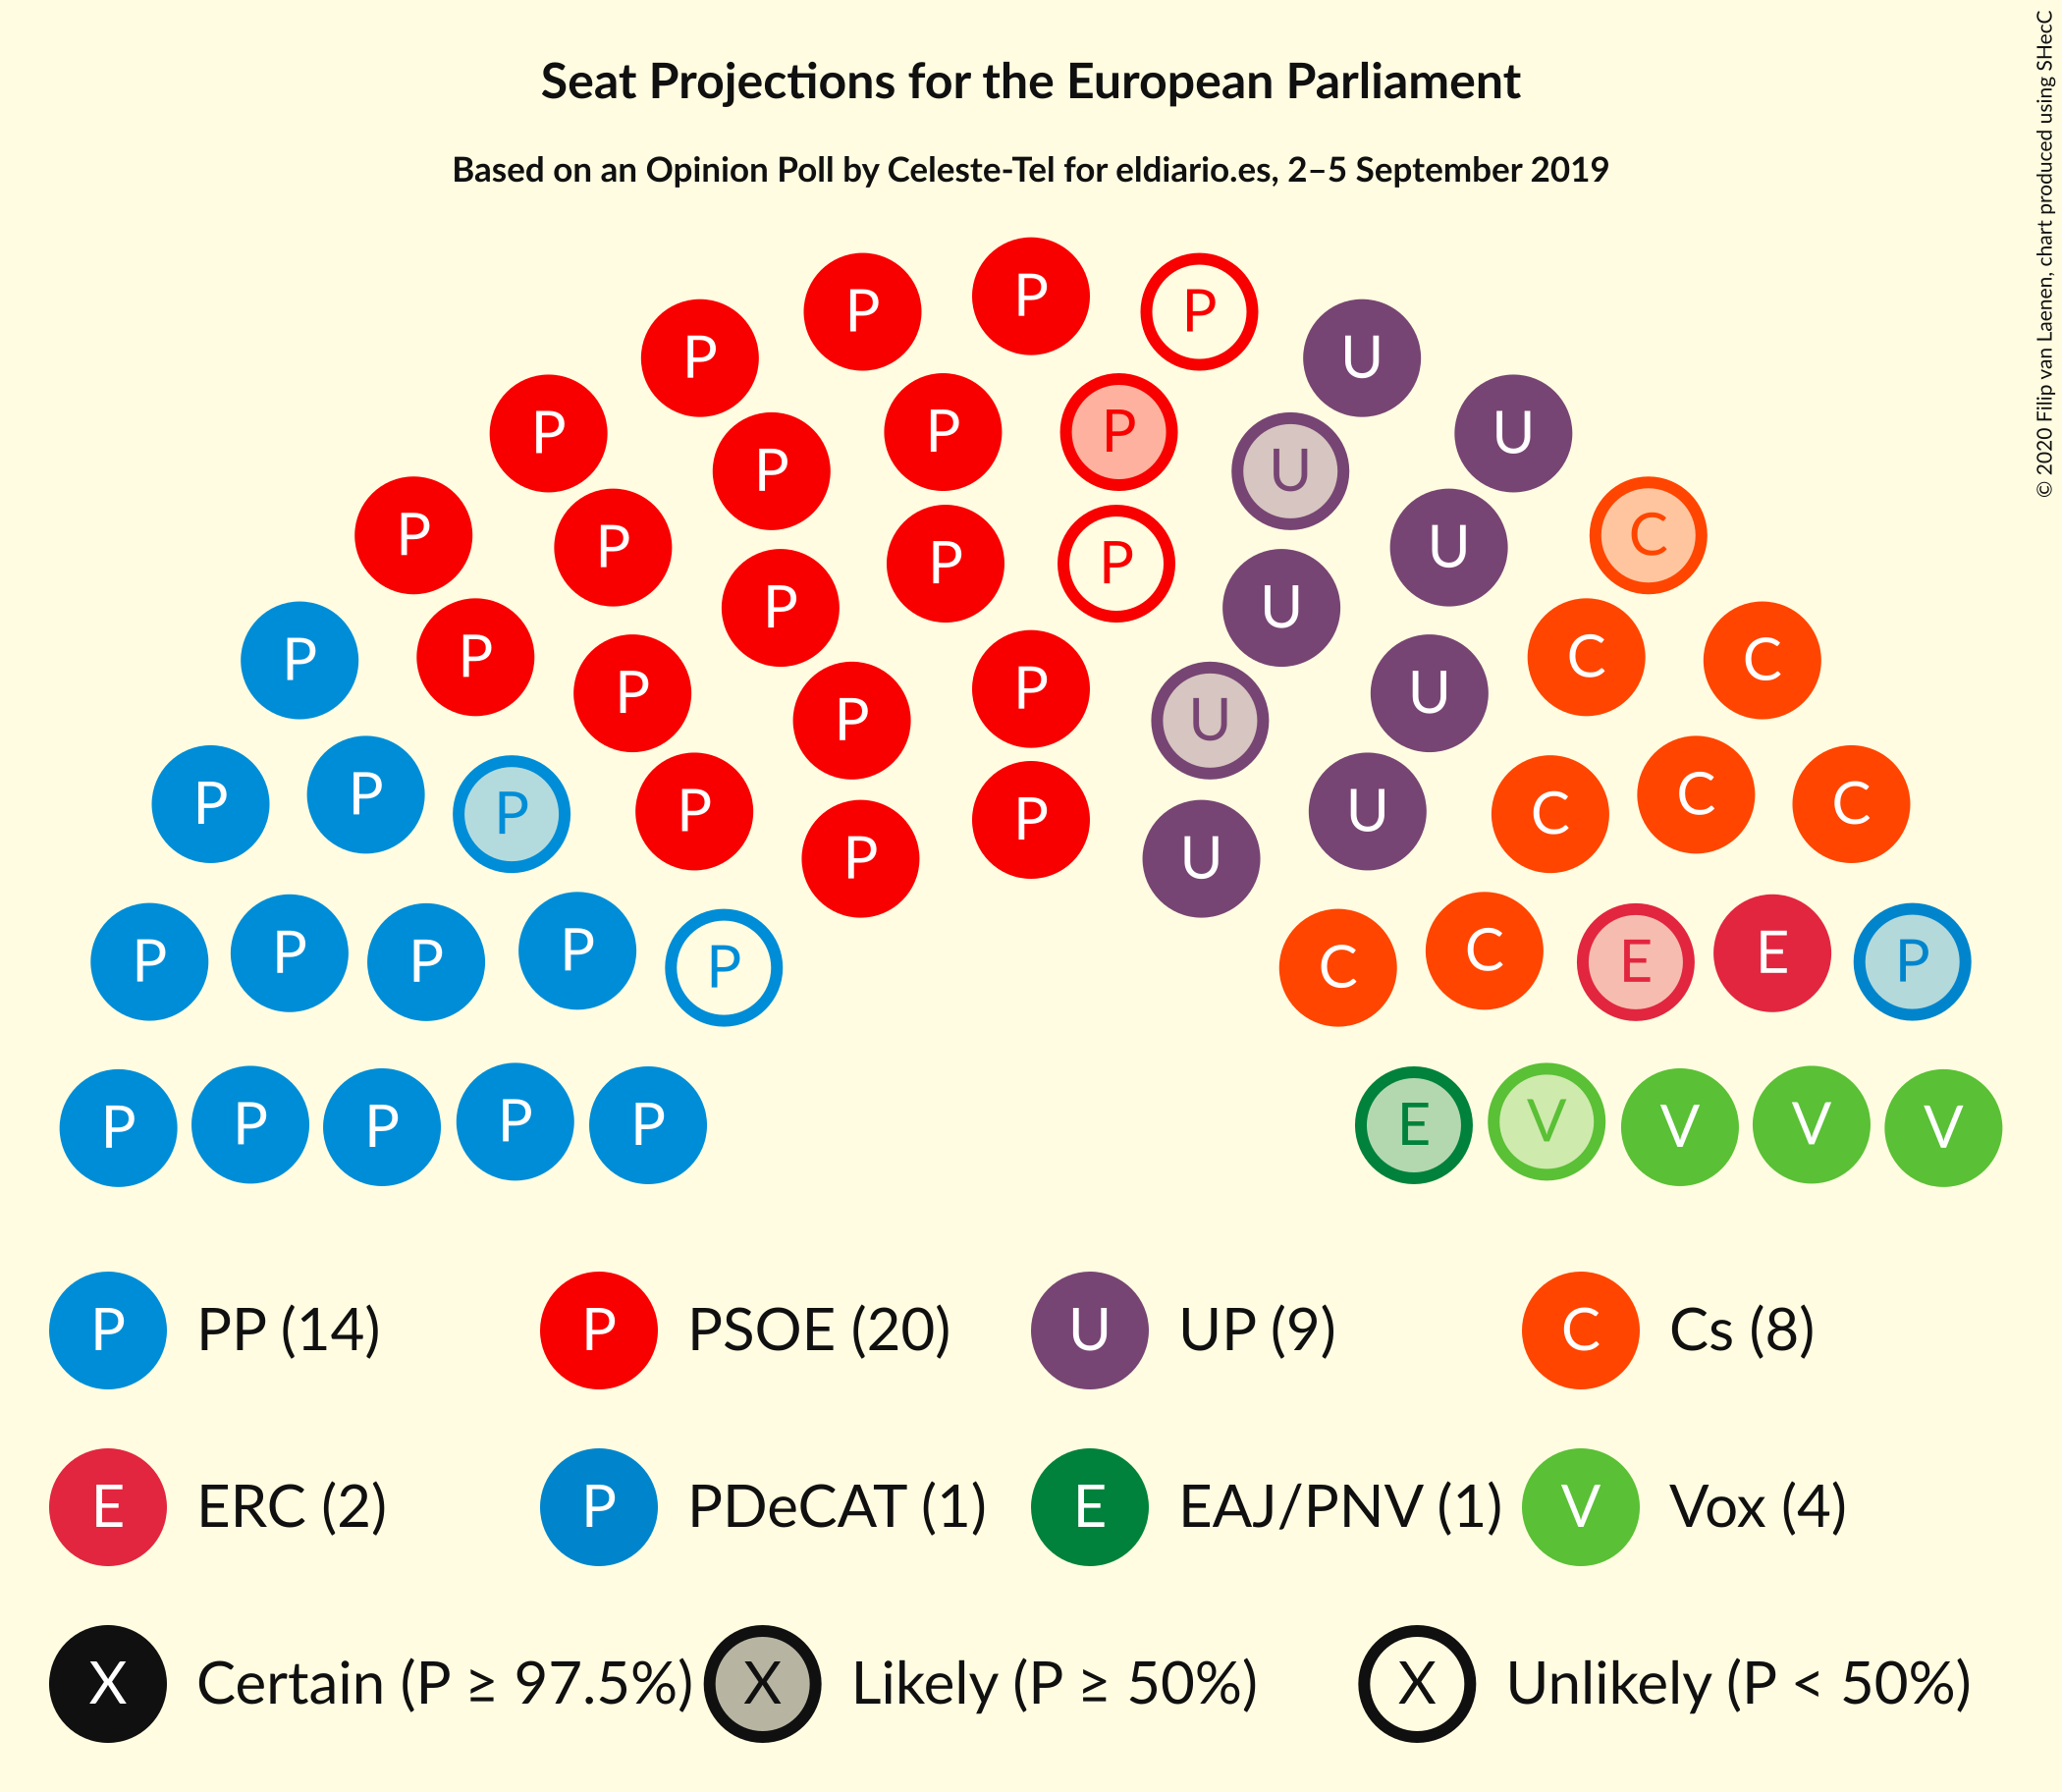 Seat Projections for the European Parliament
Based on an Opinion Poll by Celeste-Tel for eldiario.es, 2–5 September 2019
© 2020 Filip van Laenen, chart produced using SHecC
P P P
P U U
P P P P U U
P P P C
P P P U U C C
P P P P U U
P P P P P U C C C
P P U
P P P P P C C E E P
P P P P P E V V V V
P PP (14) P PSOE (20) U UP (9) C Cs (8)
E ERC (2) P PDeCAT (1) E EAJ/PNV (1) V Vox (4)
X Certain (P ≥ 97.5%) X Likely (P ≥ 50%) X Unlikely (P < 50%)